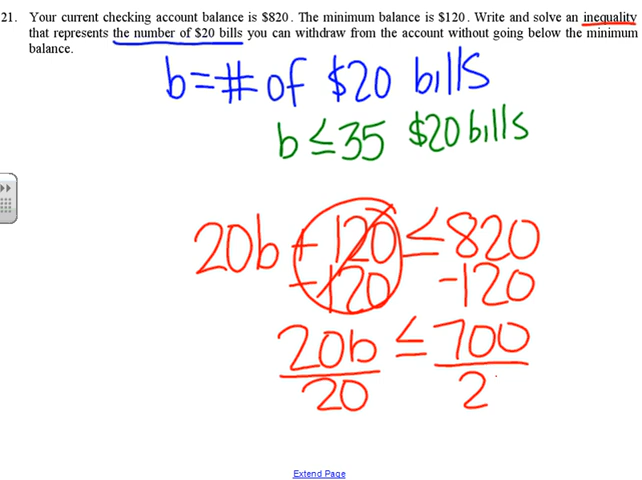 21. Your current checking account balance is $820. The minimum balance is $120. Write and solve an inequality
that represents the number of $20 bills you can withdraw from the account without going below the minimum
balance.
b = # of $20 bills
b ≤ 35 $20 bills
20b + 120 ≤ 820
- 120 - 120
20b ≤ 700
20 2
Extend Page